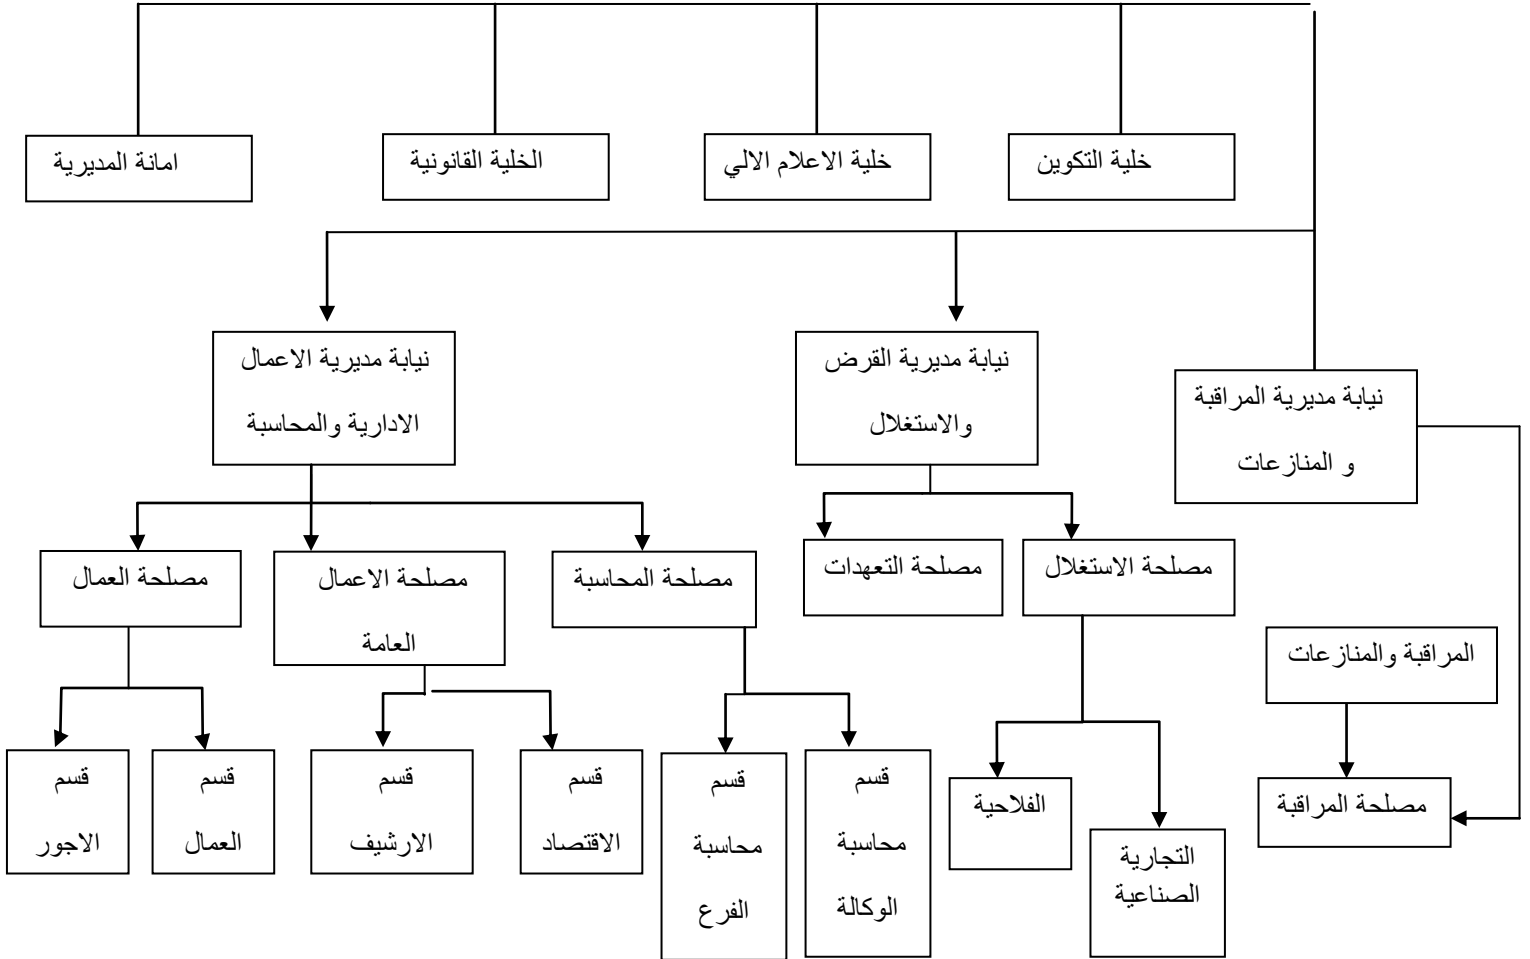 خلية التكوين
خلية الاعلام الالي
الخلية القانونية
امانة المديرية
نيابة مديرية المراقبة
و المنازعات
نيابة مديرية القرض
والاستغلال
نيابة مديرية الاعمال
الادارية والمحاسبة
مصلحة الاستغلال
مصلحة التعهدات
مصلحة المحاسبة
مصلحة الاعمال
العامة
مصلحة العمال
المراقبة والمنازعات
مصلحة المراقبة
التجارية
الصناعية
الفلاحية
قسم
محاسبة
الوكالة
قسم
محاسبة
الفرع
قسم
الاقتصاد
قسم
الارشيف
قسم
العمال
قسم
الاجور